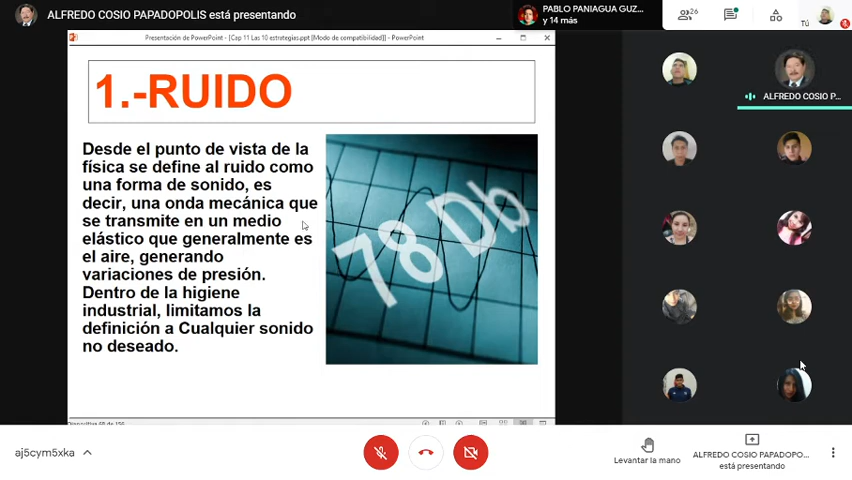 ALFREDO COSIO PAPADOPOLIS está presentando
PABLO PANIAGUA GUZ...
y 14 más
26
Tú
Presentación de PowerPoint - [Cap 11 Las 10 estrategias.ppt [Modo de compatibilidad]] - PowerPoint
1.-RUIDO
Desde el punto de vista de la
física se define al ruido como
una forma de sonido, es
decir, una onda mecánica que
se transmite en un medio
elástico que generalmente es
el aire, generando
variaciones de presión.
Dentro de la higiene
industrial, limitamos la
definición a Cualquier sonido
no deseado.
78 Db
ALFREDO COSIO P...
aj5cym5xka
Levantar la mano
ALFREDO COSIO PAPADOPO...
está presentando